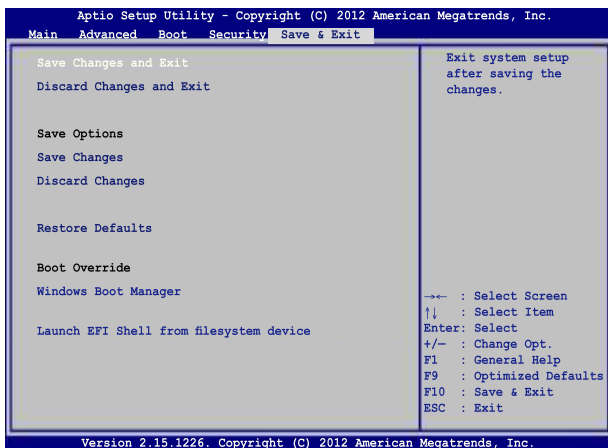 Aptio Setup Utility - Copyright (C) 2012 American Megatrends, Inc.
Main Advanced Boot Security Save & Exit
Save Changes and Exit
Discard Changes and Exit
Save Options
Save Changes
Discard Changes
Restore Defaults
Boot Override
Windows Boot Manager
Launch EFI Shell from filesystem device
Exit system setup
after saving the
changes.
→← : Select Screen
↑↓ : Select Item
Enter: Select
+/— : Change Opt.
F1 : General Help
F9 : Optimized Defaults
F10 : Save & Exit
ESC : Exit
Version 2.15.1226. Copyright (C) 2012 American Megatrends, Inc.